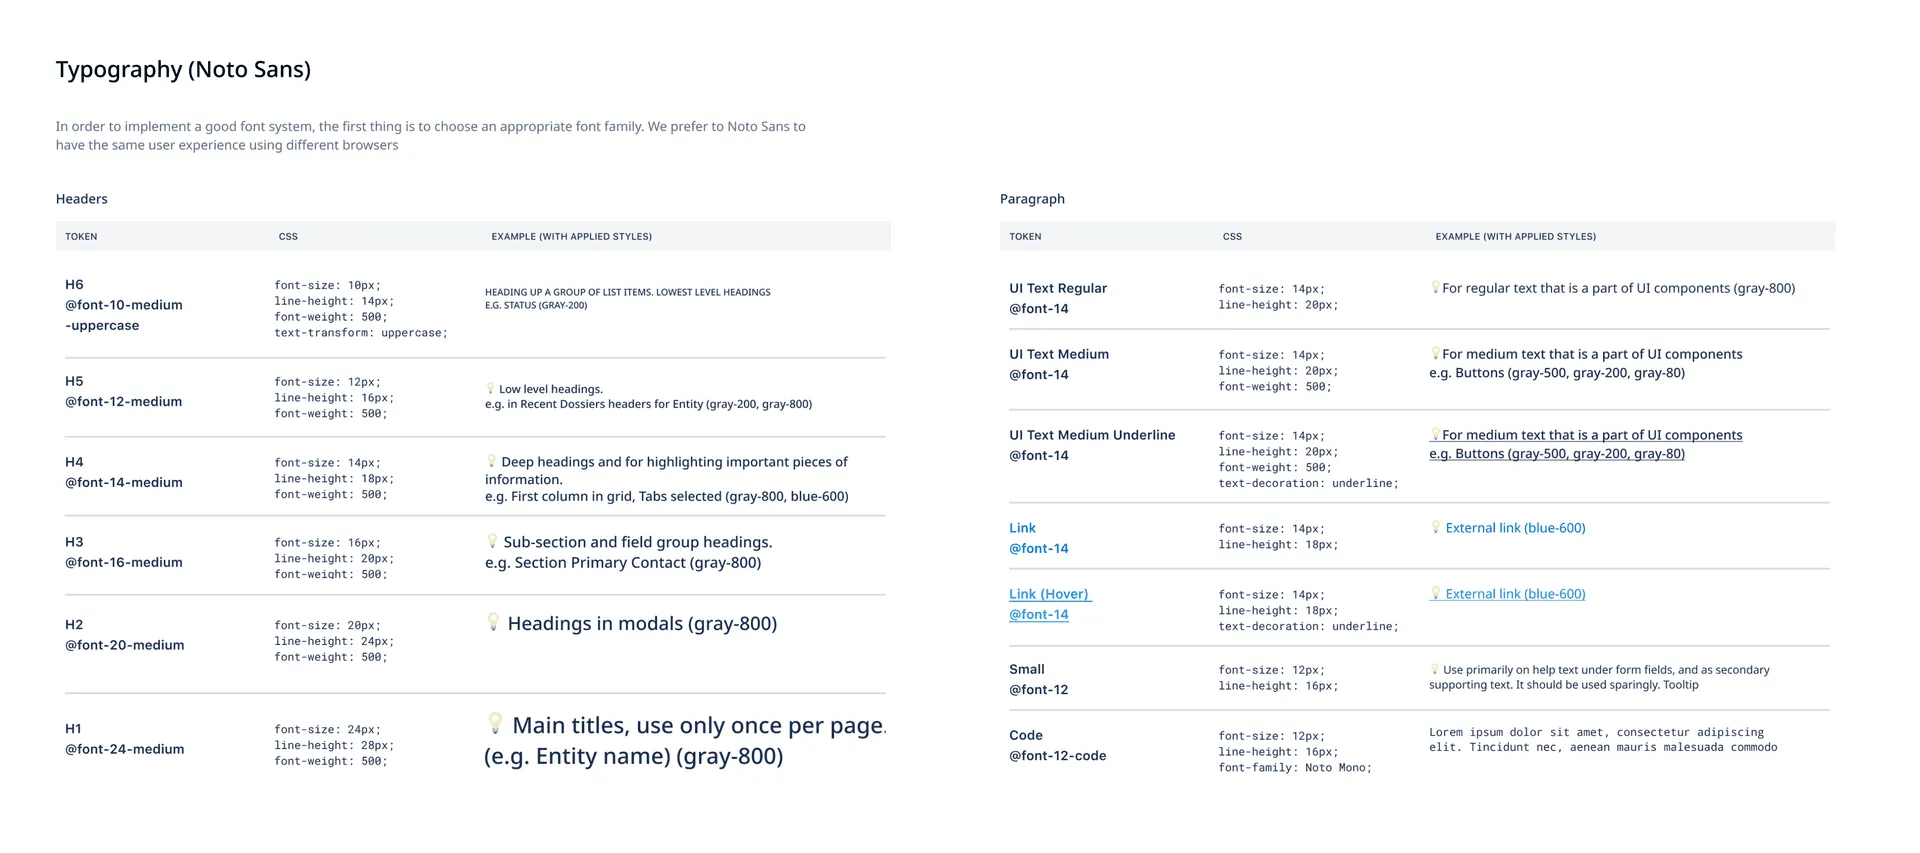 Typography (Noto Sans)
In order to implement a good font system, the first thing is to choose an appropriate font family. We prefer to Noto Sans to
have the same user experience using different browsers
Headers
TOKEN CSS EXAMPLE (WITH APPLIED STYLES)
H6
@font-10-medium
-uppercase
font-size: 10px;
line-height: 14px;
font-weight: 500;
text-transform: uppercase;
HEADING UP A GROUP OF LIST ITEMS. LOWEST LEVEL HEADINGS
E.G. STATUS (GRAY-200)
H5
@font-12-medium
font-size: 12px;
line-height: 16px;
font-weight: 500;
💡 Low level headings.
e.g. in Recent Dossiers headers for Entity (gray-200, gray-800)
H4
@font-14-medium
font-size: 14px;
line-height: 18px;
font-weight: 500;
💡 Deep headings and for highlighting important pieces of
information.
e.g. First column in grid, Tabs selected (gray-800, blue-600)
H3
@font-16-medium
font-size: 16px;
line-height: 20px;
font-weight: 500;
💡 Sub-section and field group headings.
e.g. Section Primary Contact (gray-800)
H2
@font-20-medium
font-size: 20px;
line-height: 24px;
font-weight: 500;
💡 Headings in modals (gray-800)
H1
@font-24-medium
font-size: 24px;
line-height: 28px;
font-weight: 500;
💡 Main titles, use only once per page.
(e.g. Entity name) (gray-800)
Paragraph
TOKEN CSS EXAMPLE (WITH APPLIED STYLES)
UI Text Regular
@font-14
font-size: 14px;
line-height: 20px;
💡For regular text that is a part of UI components (gray-800)
UI Text Medium
@font-14
font-size: 14px;
line-height: 20px;
font-weight: 500;
💡For medium text that is a part of UI components
e.g. Buttons (gray-500, gray-200, gray-80)
UI Text Medium Underline
@font-14
font-size: 14px;
line-height: 20px;
font-weight: 500;
text-decoration: underline;
💡For medium text that is a part of UI components
e.g. Buttons (gray-500, gray-200, gray-80)
Link
@font-14
font-size: 14px;
line-height: 18px;
💡 External link (blue-600)
Link (Hover)
@font-14
font-size: 14px;
line-height: 18px;
text-decoration: underline;
💡 External link (blue-600)
Small
@font-12
font-size: 12px;
line-height: 16px;
💡 Use primarily on help text under form fields, and as secondary
supporting text. It should be used sparingly. Tooltip
Code
@font-12-code
font-size: 12px;
line-height: 16px;
font-family: Noto Mono;
Lorem ipsum dolor sit amet, consectetur adipiscing
elit. Tincidunt nec, aenean mauris malesuada commodo